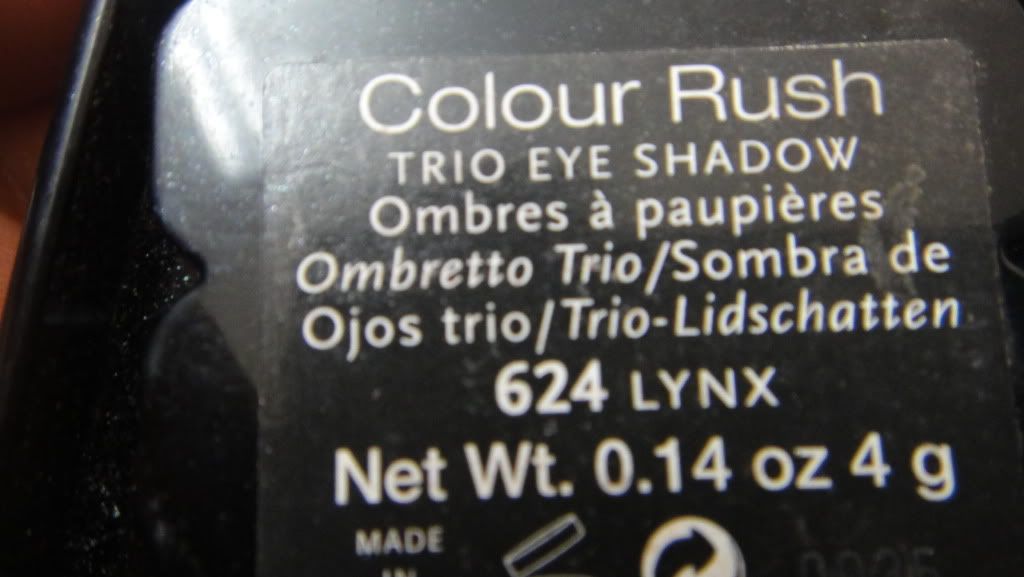 Colour Rush
TRIO EYE SHADOW
Ombres à paupières
Ombretto Trio/Sombra de
Ojos trio/Trio-Lidschatten
624 LYNX
Net Wt. 0.14 oz 4 g
MADE
IN